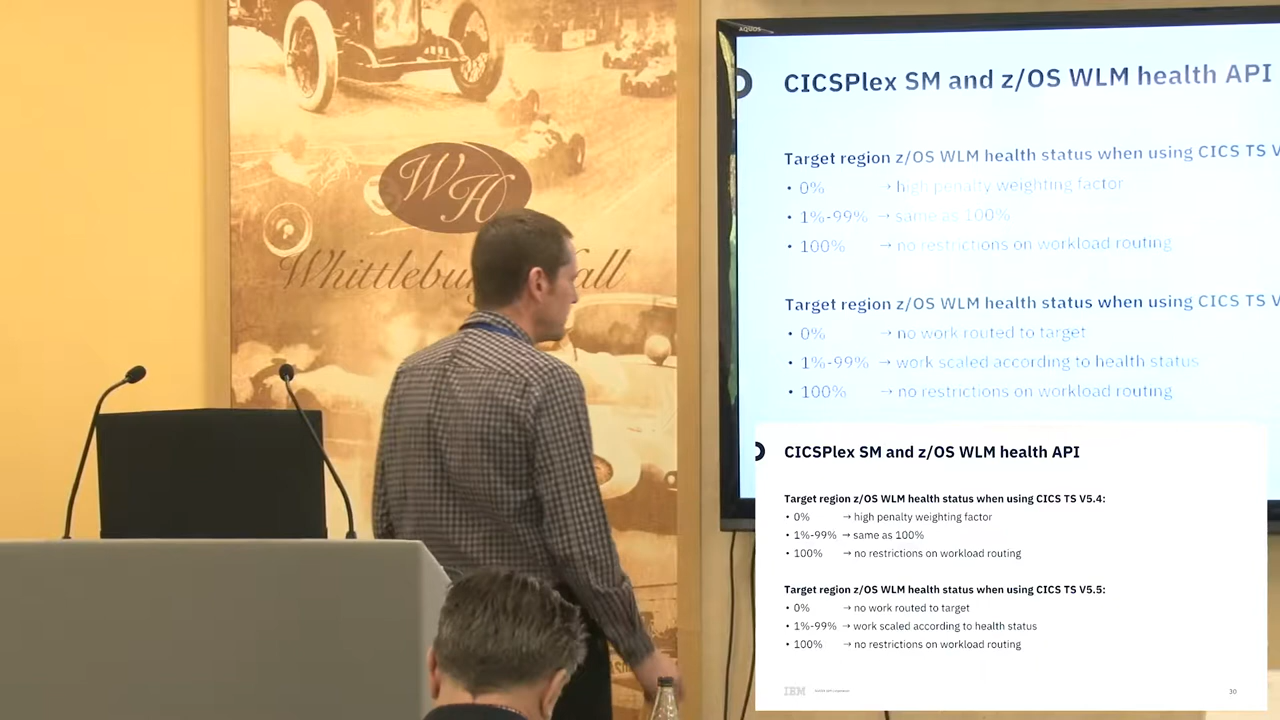 34
WH
Whittlebury Hall
AQUOS
CICSPlex SM and z/OS WLM health API
Target region z/OS WLM health status when using CICS TS V
• 0% → high penalty weighting factor
• 1%-99% → same as 100%
• 100% → no restrictions on workload routing
Target region z/OS WLM health status when using CICS TS V
• 0% → no work routed to target
• 1%-99% → work scaled according to health status
• 100% → no restrictions on workload routing
CICSPlex SM and z/OS WLM health API
Target region z/OS WLM health status when using CICS TS V5.4:
• 0% → high penalty weighting factor
• 1%-99% → same as 100%
• 100% → no restrictions on workload routing
Target region z/OS WLM health status when using CICS TS V5.5:
• 0% → no work routed to target
• 1%-99% → work scaled according to health status
• 100% → no restrictions on workload routing
IBM
30